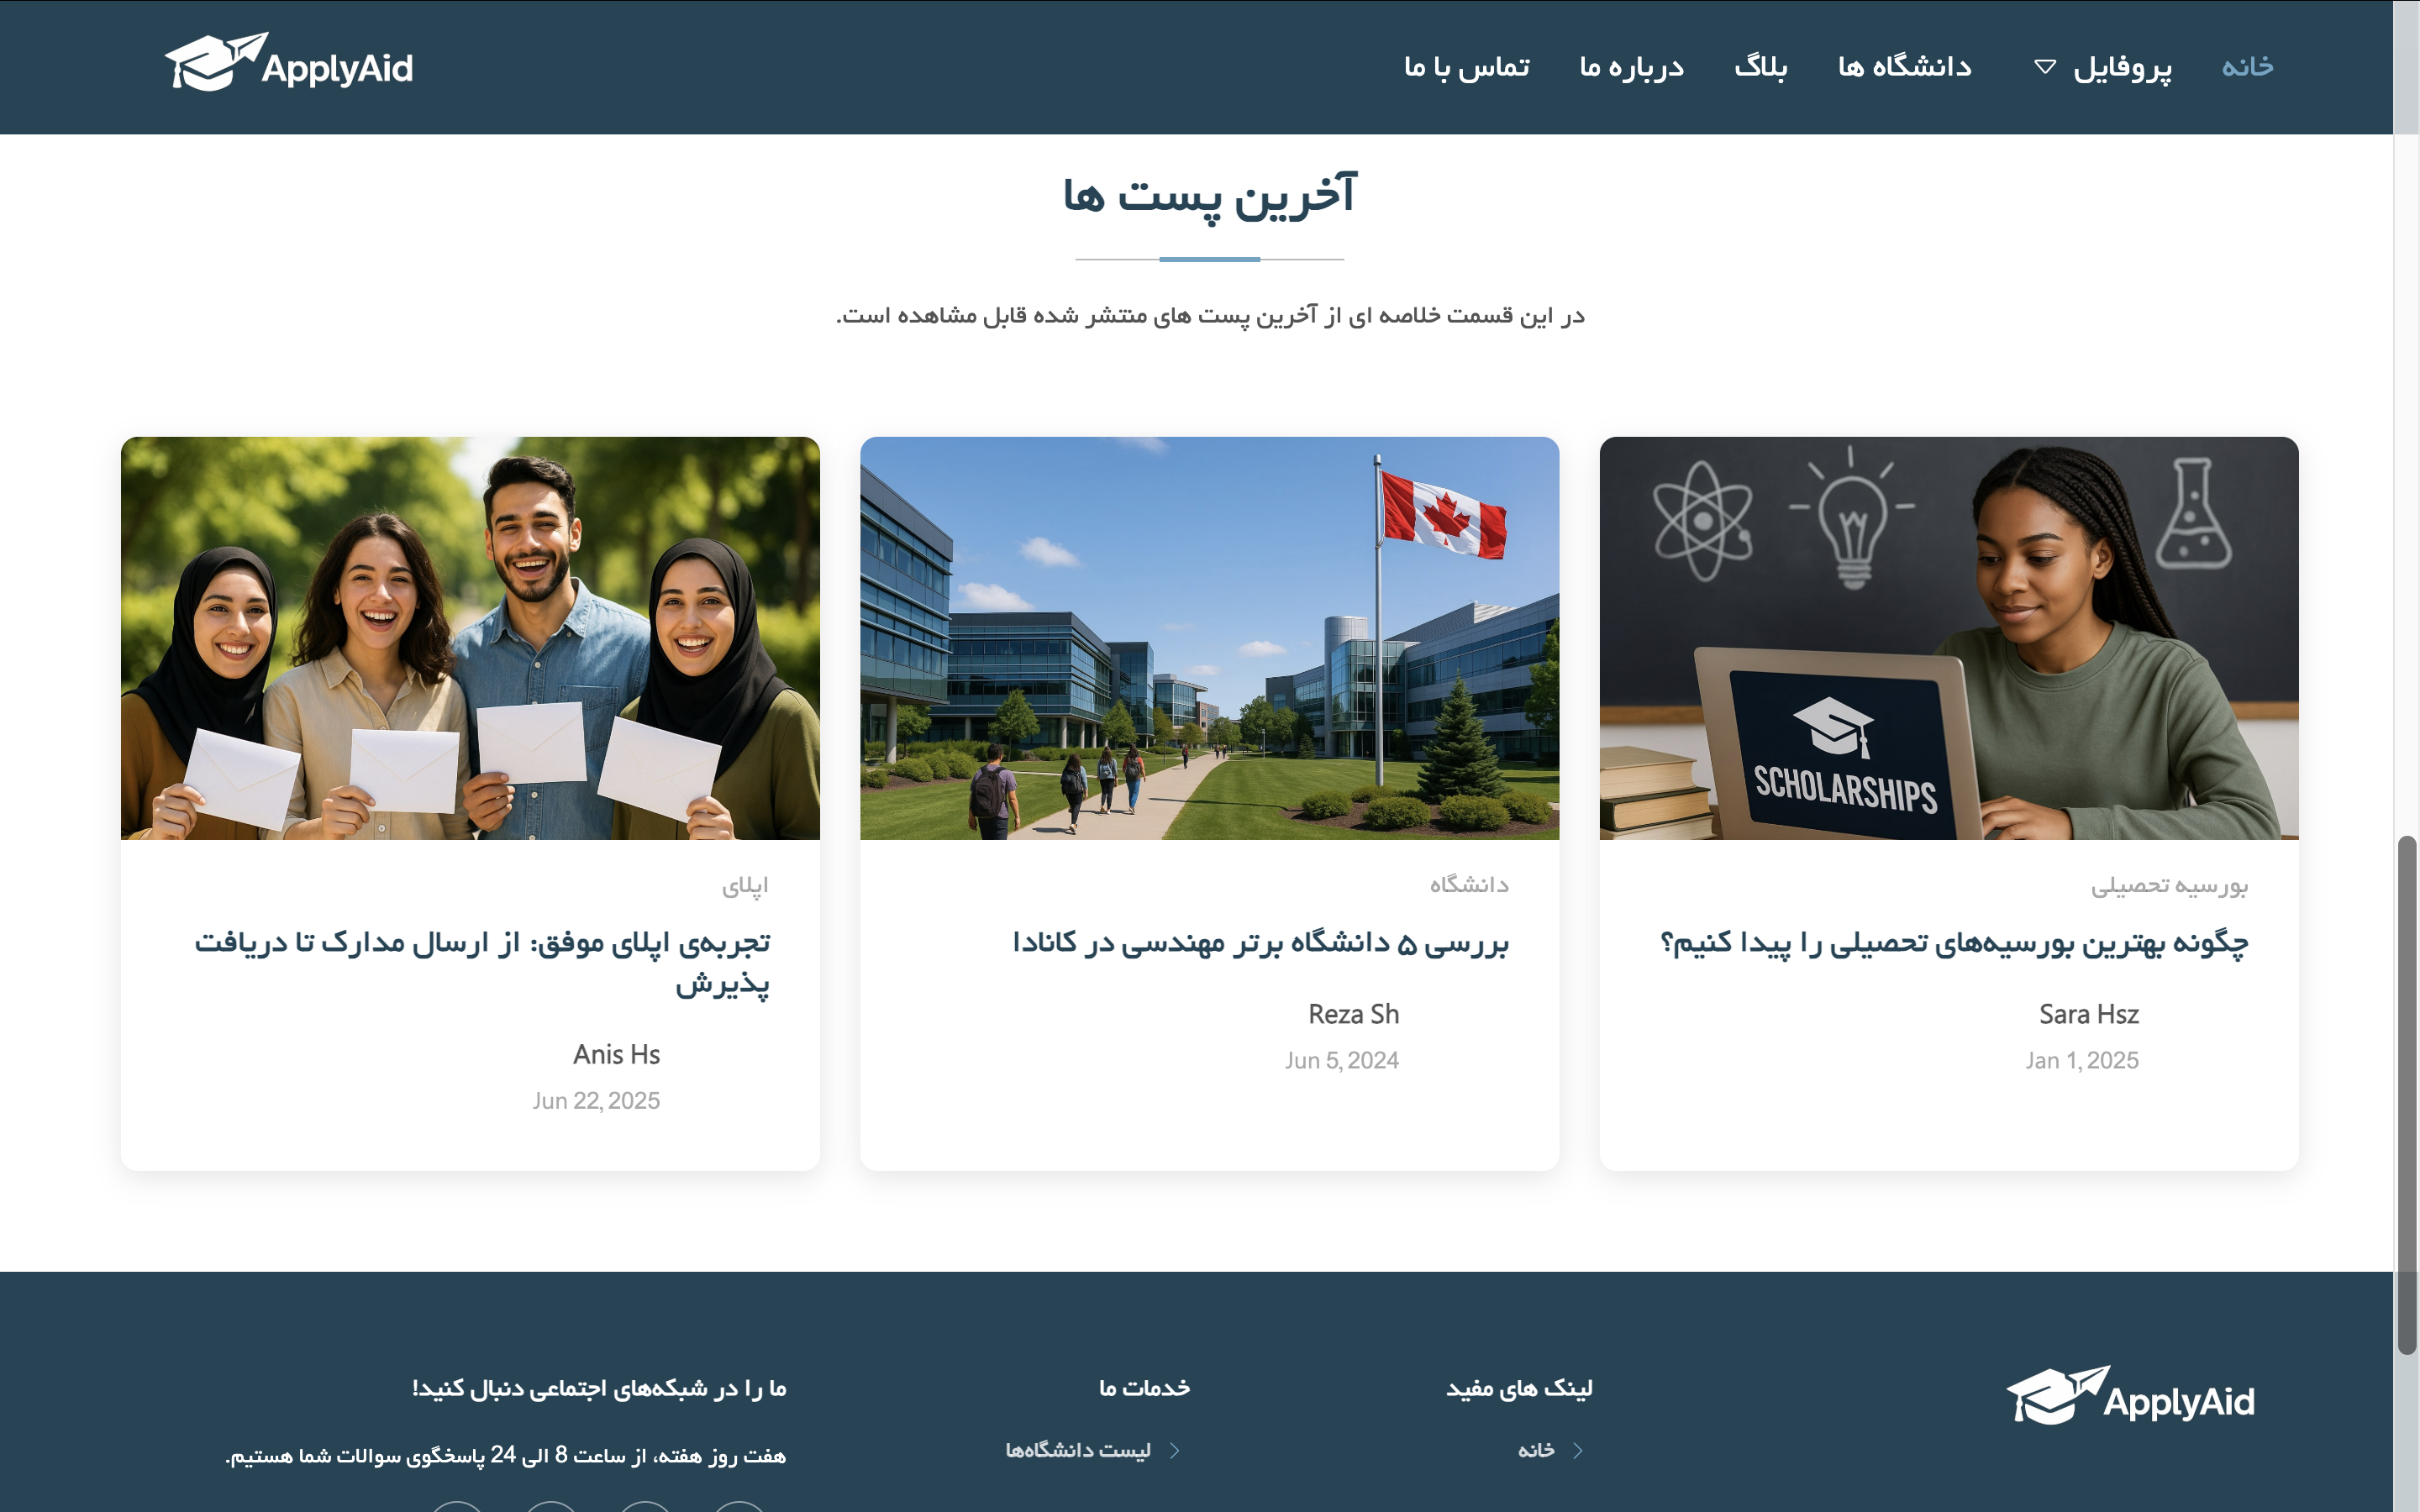 ApplyAid
خانه
پروفایل
دانشگاه ها
بلاگ
درباره ما
تماس با ما
آخرین پست ها
در این قسمت خلاصه ای از آخرین پست های منتشر شده قابل مشاهده است.
SCHOLARSHIPS
بورسیه تحصیلی
چگونه بهترین بورسیه‌های تحصیلی را پیدا کنیم؟
Sara Hsz
Jan 1, 2025
دانشگاه
بررسی ۵ دانشگاه برتر مهندسی در کانادا
Reza Sh
Jun 5, 2024
اپلای
تجربه‌ی اپلای موفق: از ارسال مدارک تا دریافت
پذیرش
Anis Hs
Jun 22, 2025
ApplyAid
لینک های مفید
خانه
خدمات ما
لیست دانشگاه‌ها
ما را در شبکه‌های اجتماعی دنبال کنید!
هفت روز هفته، از ساعت 8 الی 24 پاسخگوی سوالات شما هستیم.